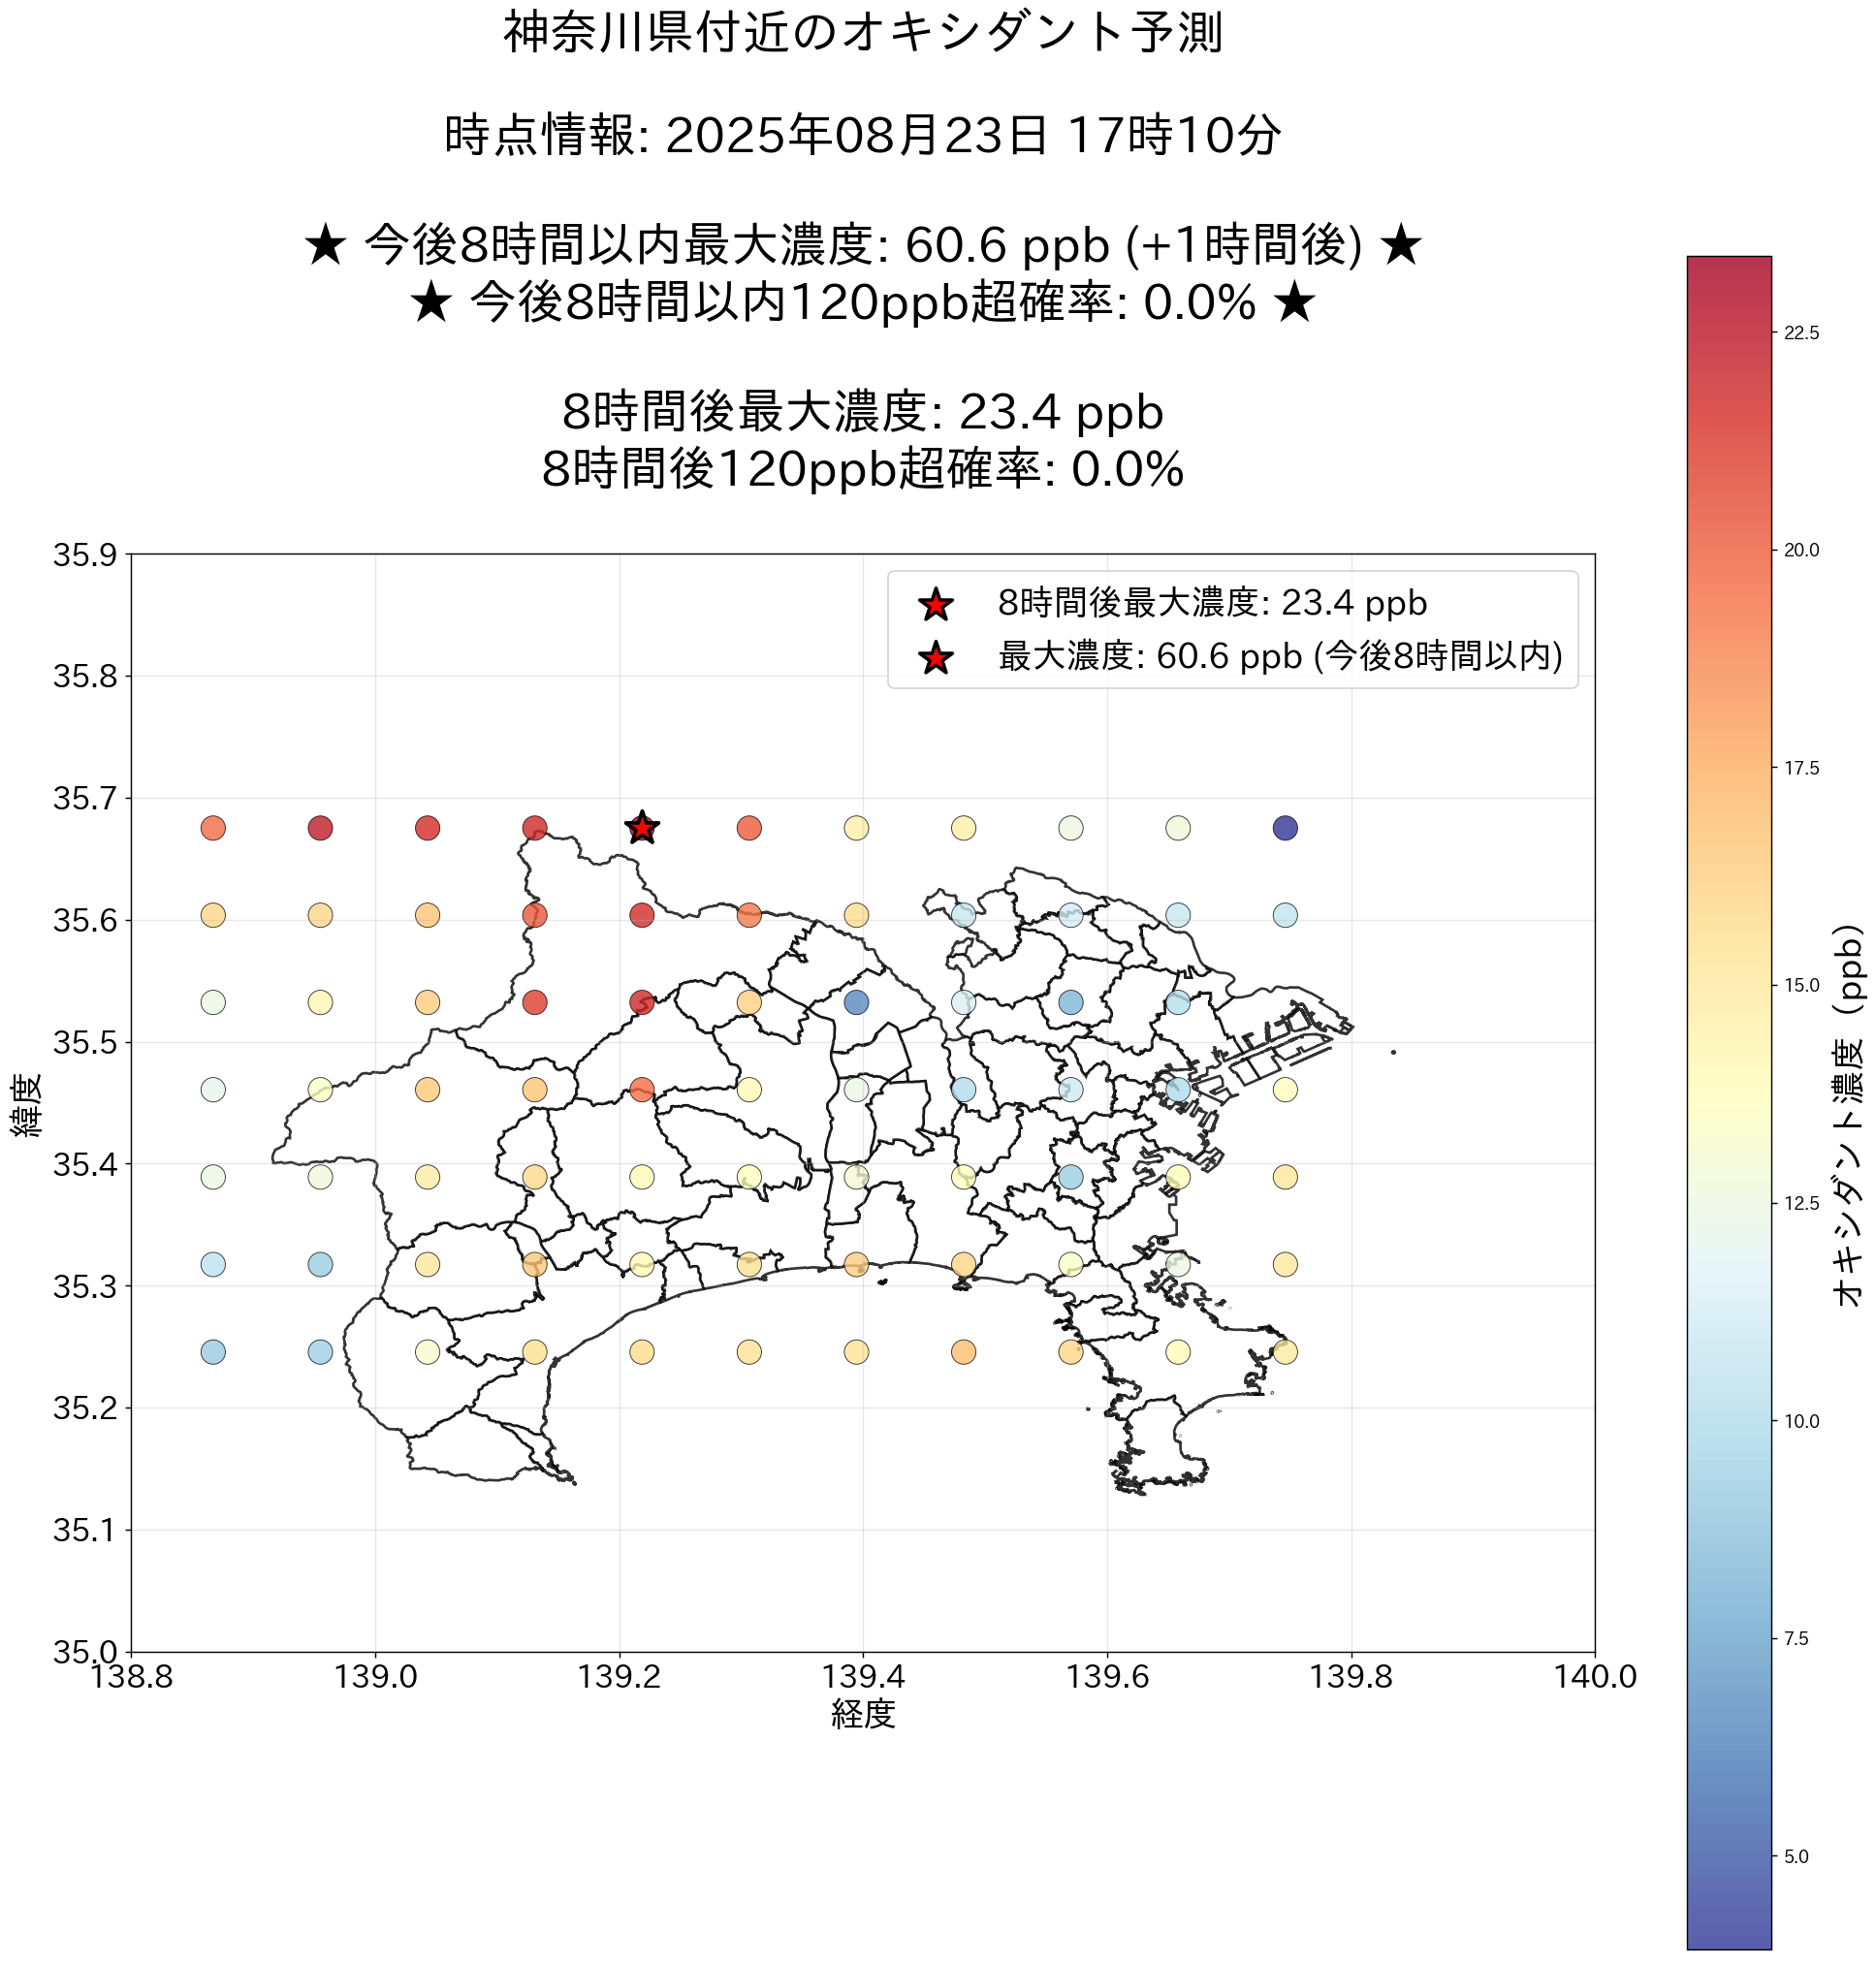 神奈川県付近のオキシダント予測
時点情報: 2025年08月23日 17時10分
★ 今後8時間以内最大濃度: 60.6 ppb (+1時間後) ★
★ 今後8時間以内120ppb超確率: 0.0% ★
8時間後最大濃度: 23.4 ppb
8時間後120ppb超確率: 0.0%
8時間後最大濃度: 23.4 ppb
最大濃度: 60.6 ppb (今後8時間以内)
35.9
35.8
35.7
35.6
35.5
35.4
35.3
35.2
35.1
35.0
緯度
138.8 139.0 139.2 139.4 139.6 139.8 140.0
経度
22.5
20.0
17.5
15.0
12.5
10.0
7.5
5.0
オキシダント濃度（ppb）